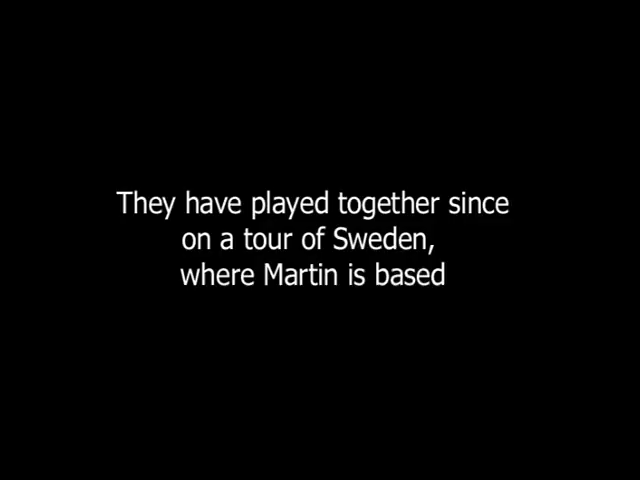 They have played together since
on a tour of Sweden,
where Martin is based